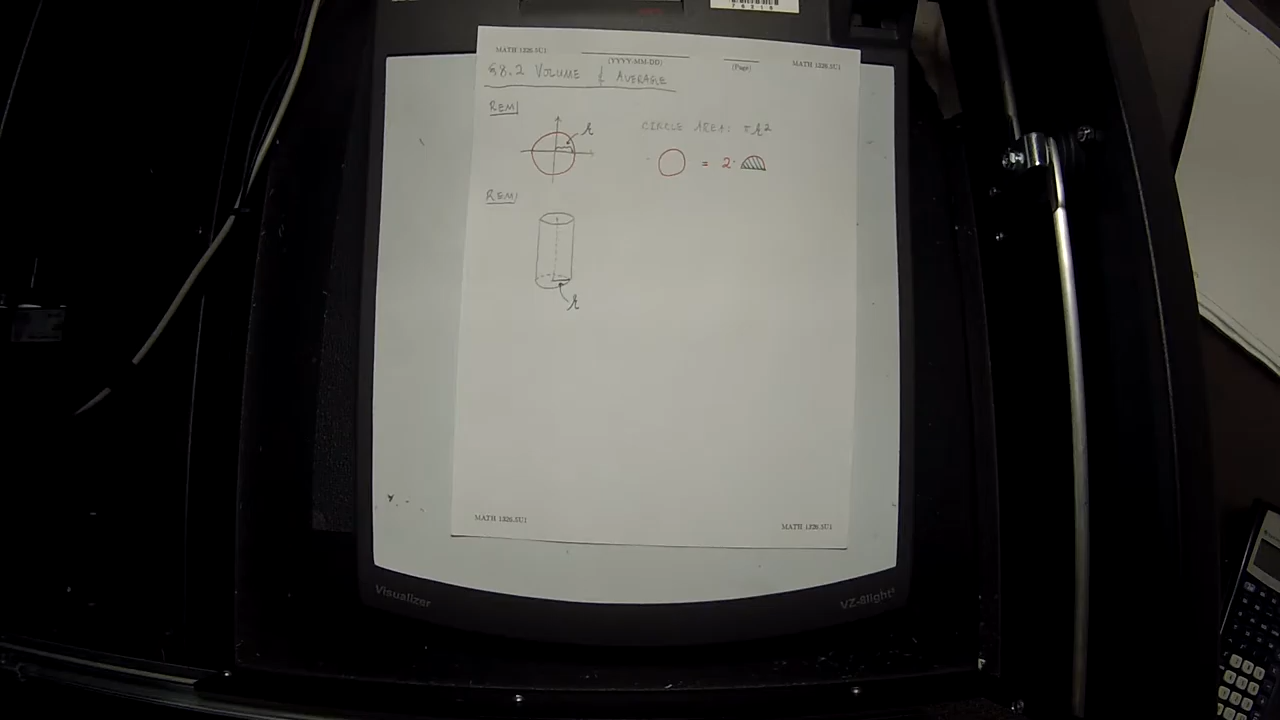 MATH 1326.SU1
(YYYY-MM-DD)
(Page)
MATH 1326.SU1
§8.2 VOLUME & AVERAGE
REM/
r
CIRCLE AREA: πr²
= 2·
REM/
r
MATH 1326.SU1
MATH 1326.SU1
Visualizer
VZ-8light³